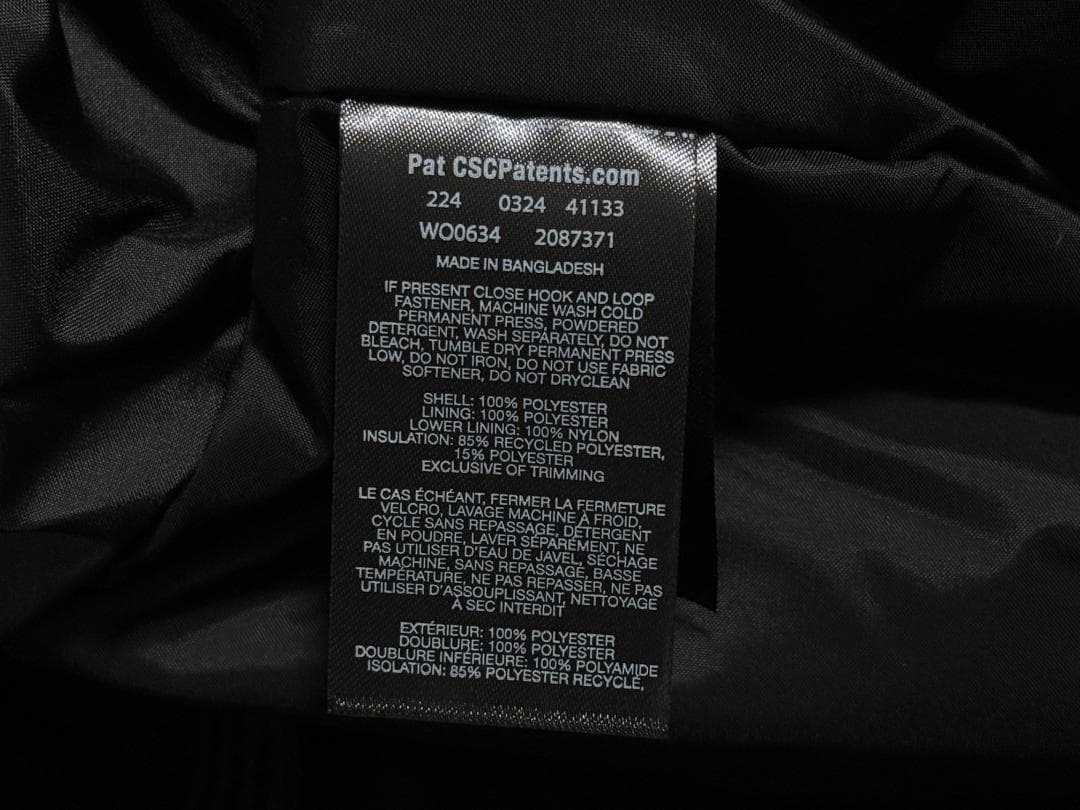 Pat CSCPatents.com
224 0324 41133
WO0634 2087371
MADE IN BANGLADESH
IF PRESENT CLOSE HOOK AND LOOP
FASTENER, MACHINE WASH COLD
PERMANENT PRESS, POWDERED
DETERGENT, WASH SEPARATELY, DO NOT
BLEACH, TUMBLE DRY PERMANENT PRESS
LOW, DO NOT IRON, DO NOT USE FABRIC
SOFTENER, DO NOT DRYCLEAN
SHELL: 100% POLYESTER
LINING: 100% POLYESTER
LOWER LINING: 100% NYLON
INSULATION: 85% RECYCLED POLYESTER,
15% POLYESTER
EXCLUSIVE OF TRIMMING
LE CAS ÉCHÉANT, FERMER LA FERMETURE
VELCRO, LAVAGE MACHINE À FROID,
CYCLE SANS REPASSAGE, DÉTERGENT
EN POUDRE, LAVER SÉPARÉMENT, NE
PAS UTILISER D'EAU DE JAVEL, SÉCHAGE
MACHINE, SANS REPASSAGE, BASSE
TEMPÉRATURE, NE PAS REPASSER, NE PAS
UTILISER D'ASSOUPLISSANT, NETTOYAGE
À SEC INTERDIT
EXTÉRIEUR: 100% POLYESTER
DOUBLURE: 100% POLYESTER
DOUBLURE INFÉRIEURE: 100% POLYAMIDE
ISOLATION: 85% POLYESTER RECYCLÉ,